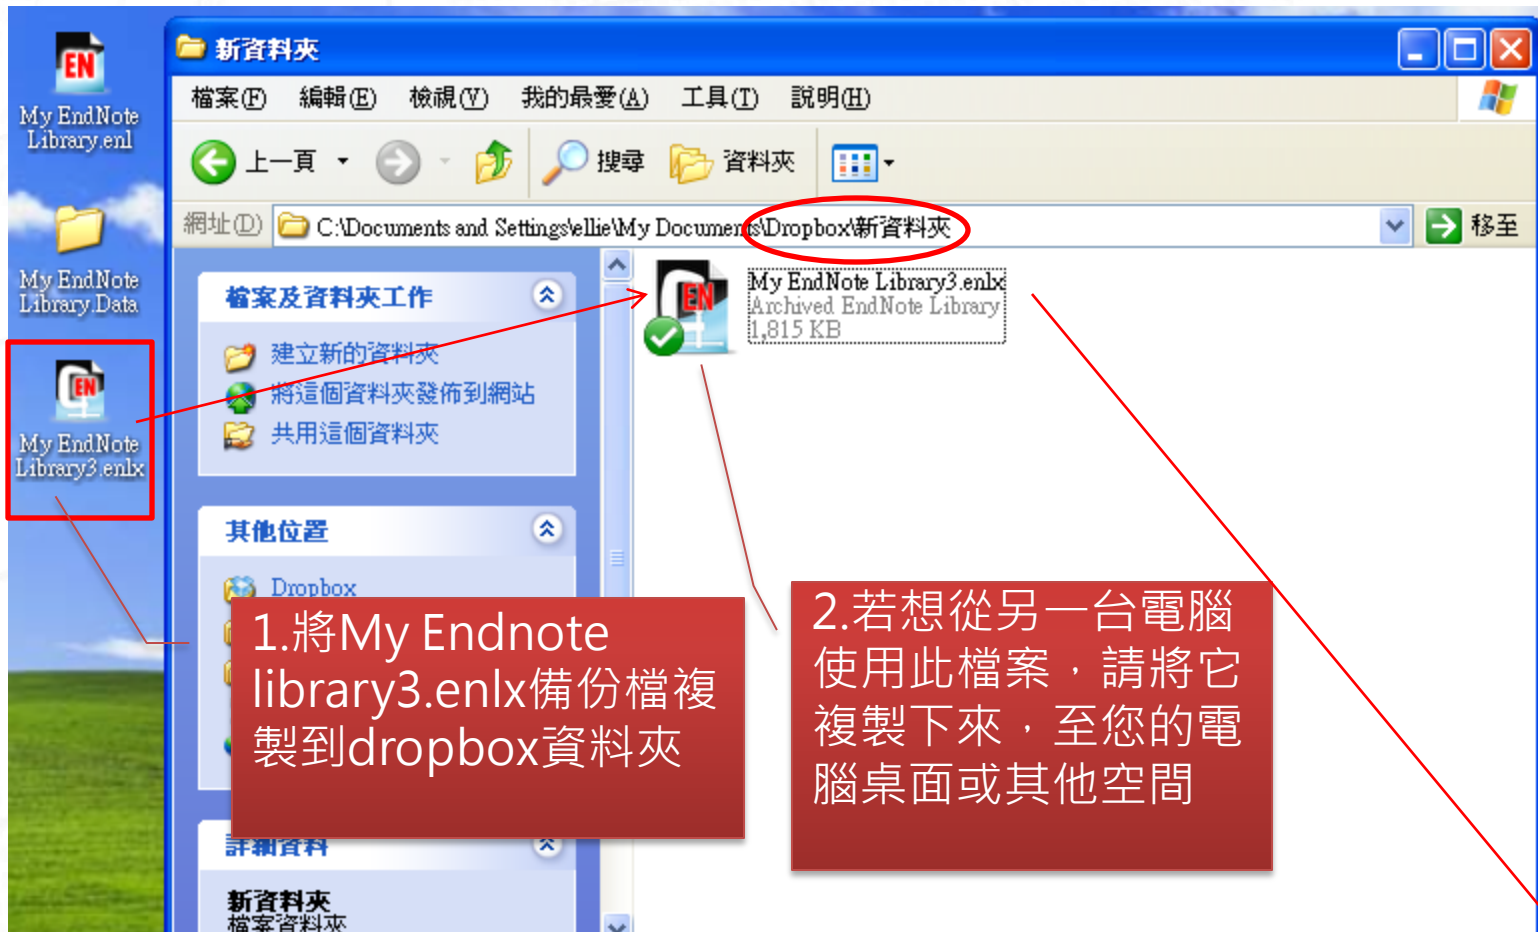 My EndNote
Library.enl
My EndNote
Library.Data
My EndNote
Library3.enlx
新資料夾
檔案(F) 編輯(E) 檢視(V) 我的最愛(A) 工具(T) 說明(H)
上一頁 搜尋 資料夾
網址(D) C:\Documents and Settings\ellie\My Documents\Dropbox\新資料夾 移至
檔案及資料夾工作
建立新的資料夾
將這個資料夾發佈到網站
共用這個資料夾
其他位置
Dropbox
詳細資料
新資料夾
檔案資料夾
My EndNote Library3.enlx
Archived EndNote Library
1,815 KB
1.將My Endnote
library3.enlx備份檔複
製到dropbox資料夾
2.若想從另一台電腦
使用此檔案，請將它
複製下來，至您的電
腦桌面或其他空間